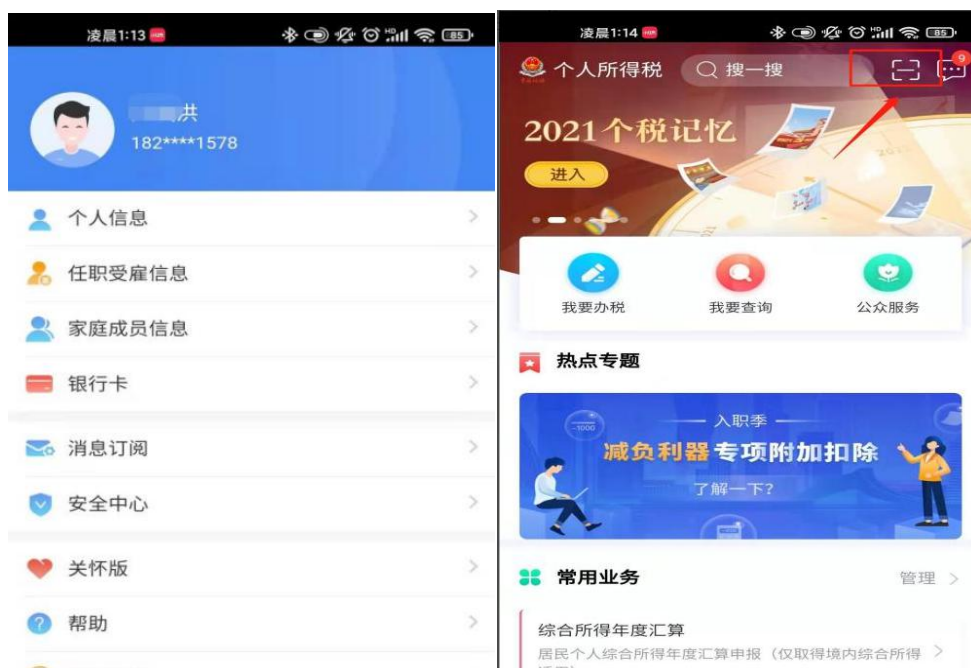 凌晨1:13
85
洪
182****1578
个人信息
任职受雇信息
家庭成员信息
银行卡
消息订阅
安全中心
关怀版
帮助
凌晨1:14
85
个人所得税
搜一搜
9
2021个税记忆
进入
我要办税
我要查询
公众服务
热点专题
入职季
减负利器专项附加扣除
了解一下?
常用业务
管理
综合所得年度汇算
居民个人综合所得年度汇算申报（仅取得境内综合所得